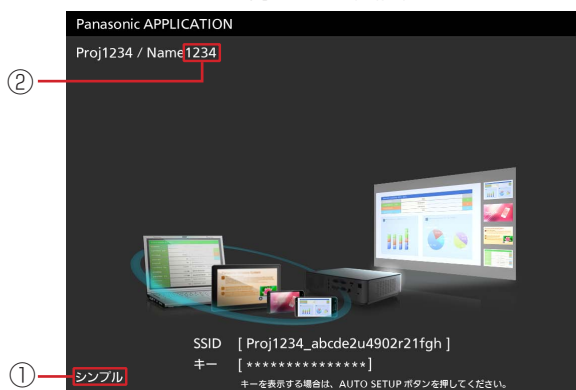 Panasonic APPLICATION
Proj1234 / Name1234
②
SSID [ Proj1234_abcde2u4902r21fgh ]
キー [ *************** ]
① シンプル
キーを表示する場合は、AUTO SETUP ボタンを押してください。